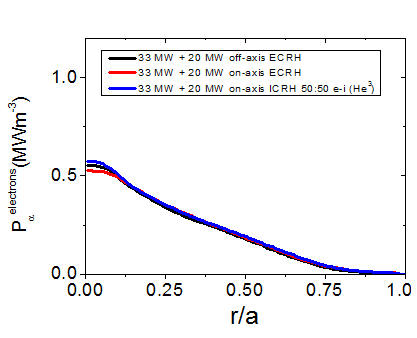 33 MW + 20 MW off-axis ECRH
33 MW + 20 MW on-axis ECRH
33 MW + 20 MW on-axis ICRH 50:50 e-i (He³)
1.0
0.5
0.0
Pα electrons (MWm⁻³)
0.00 0.25 0.50 0.75 1.00
r/a